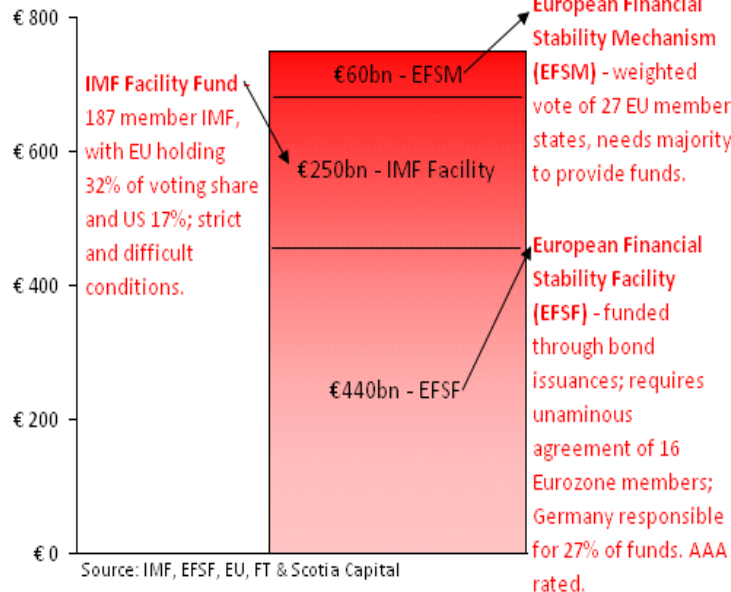 € 800
€ 600
€ 400
€ 200
€ 0
IMF Facility Fund -
187 member IMF,
with EU holding
32% of voting share
and US 17%; strict
and difficult
conditions.
€60bn - EFSM
€250bn - IMF Facility
€440bn - EFSF
European Financial
Stability Mechanism
(EFSM) - weighted
vote of 27 EU member
states, needs majority
to provide funds.
European Financial
Stability Facility
(EFSF) - funded
through bond
issuances; requires
unaminous
agreement of 16
Eurozone members;
Germany responsible
for 27% of funds. AAA
rated.
Source: IMF, EFSF, EU, FT & Scotia Capital